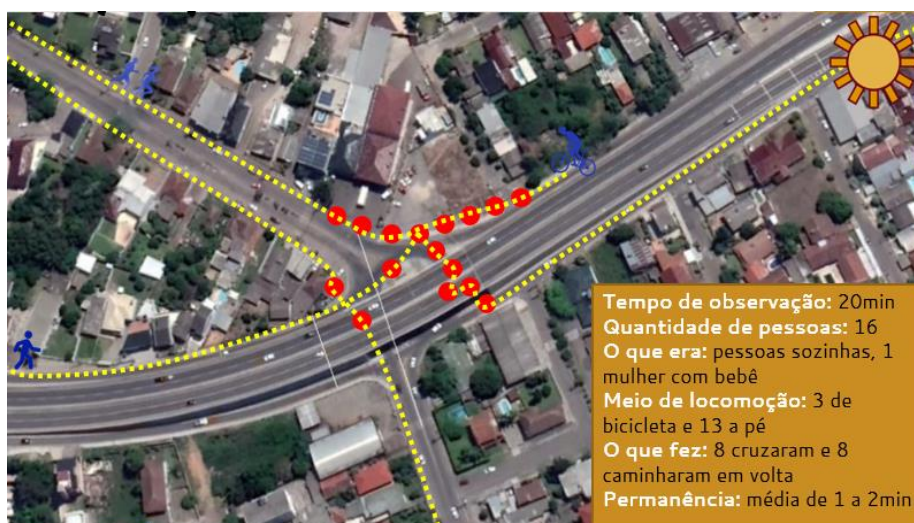 Tempo de observação: 20min
Quantidade de pessoas: 16
O que era: pessoas sozinhas, 1
mulher com bebê
Meio de locomoção: 3 de
bicicleta e 13 a pé
O que fez: 8 cruzaram e 8
caminharam em volta
Permanência: média de 1 a 2min